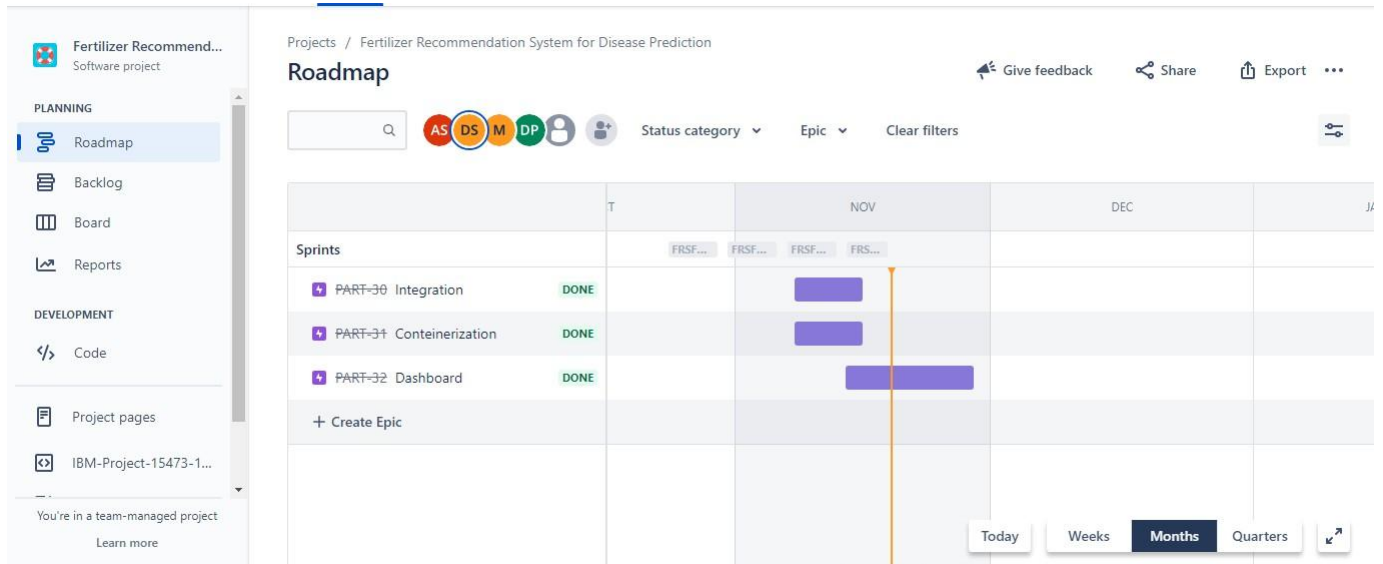 Fertilizer Recommend...
Software project
PLANNING
Roadmap
Backlog
Board
Reports
DEVELOPMENT
Code
Project pages
IBM-Project-15473-1...
You're in a team-managed project
Learn more
Projects / Fertilizer Recommendation System for Disease Prediction
Roadmap
Give feedback
Share
Export
AS DS M DP
Status category
Epic
Clear filters
T NOV DEC JA
Sprints FRSF... FRSF... FRSF... FRS...
PART-30 Integration DONE
PART-31 Conteinerization DONE
PART-32 Dashboard DONE
+ Create Epic
Today Weeks Months Quarters